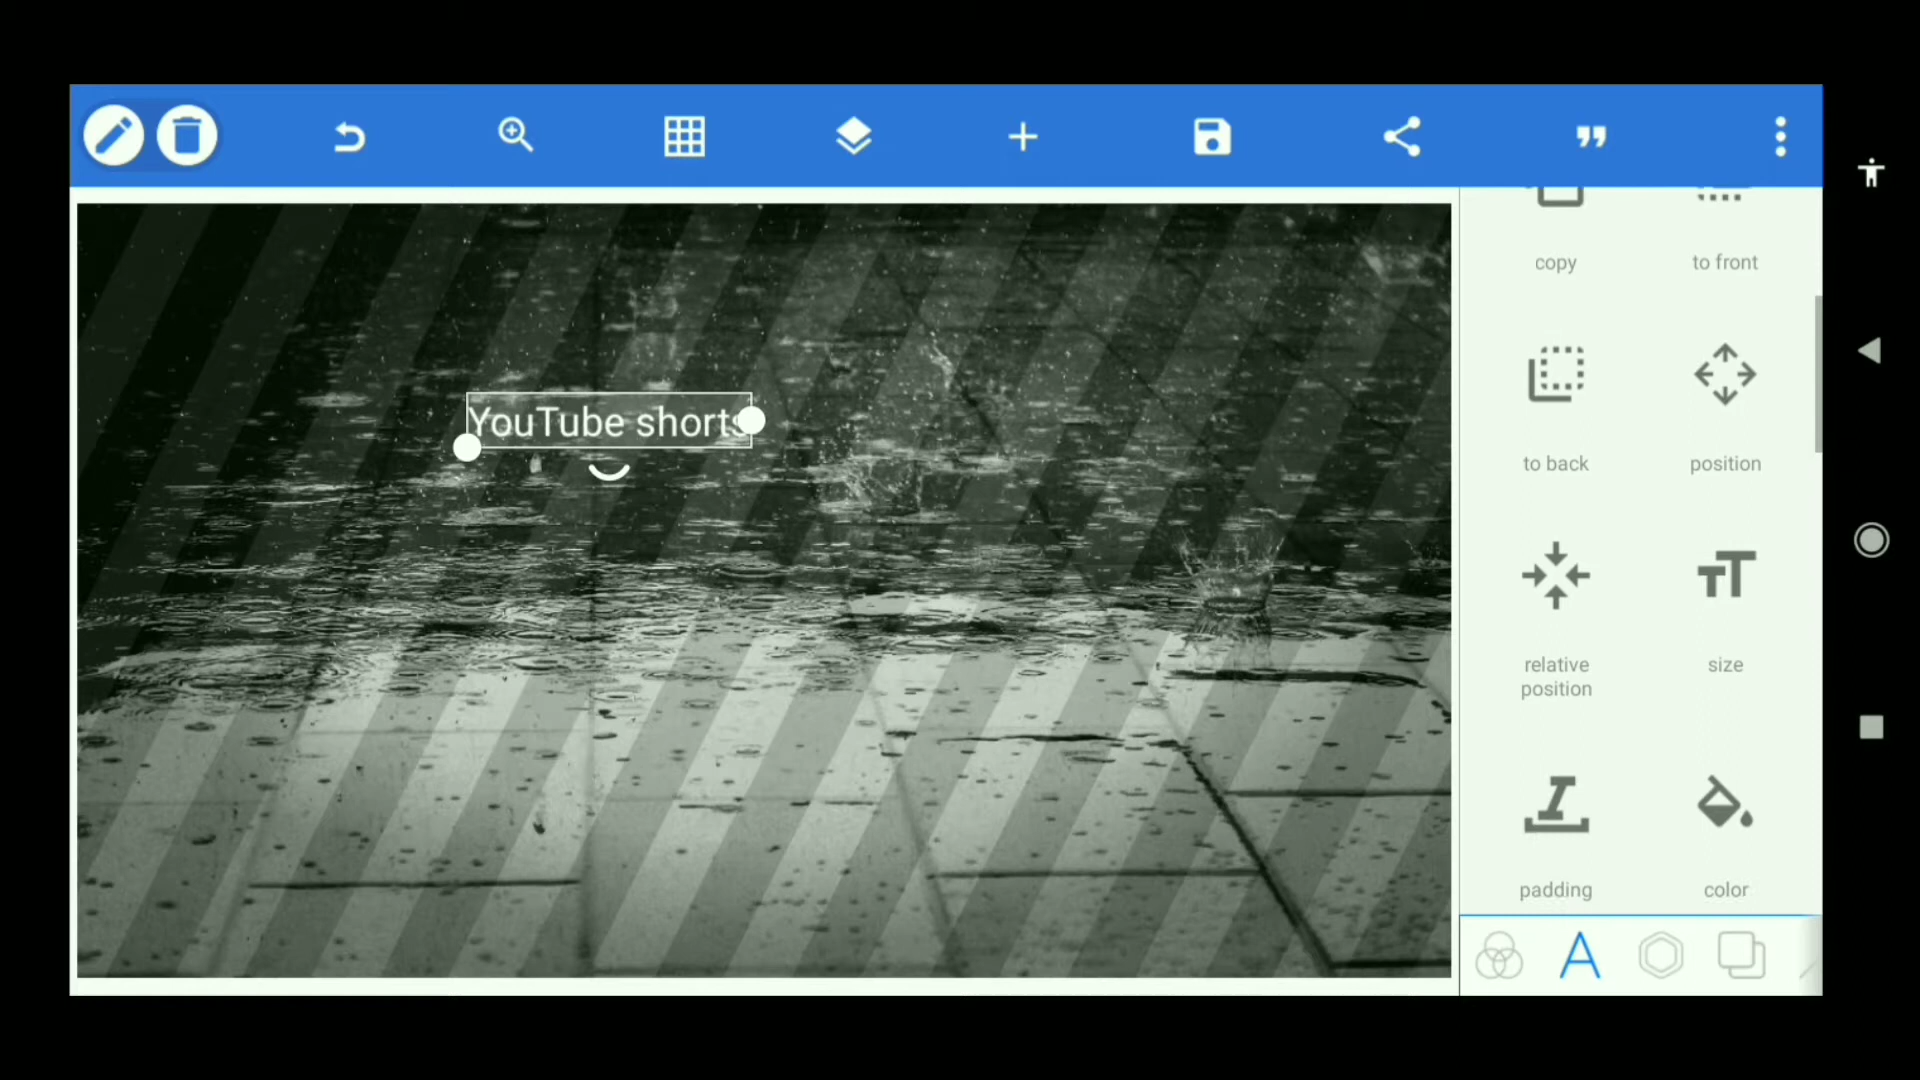 copy
to front
YouTube shorts
to back
position
relative
position
size
padding
color